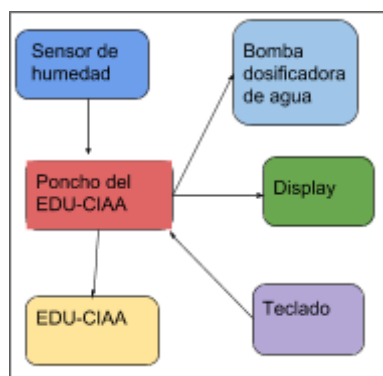 Sensor de
humedad
Bomba
dosificadora
de agua
Poncho del
EDU-CIAA
Display
EDU-CIAA
Teclado